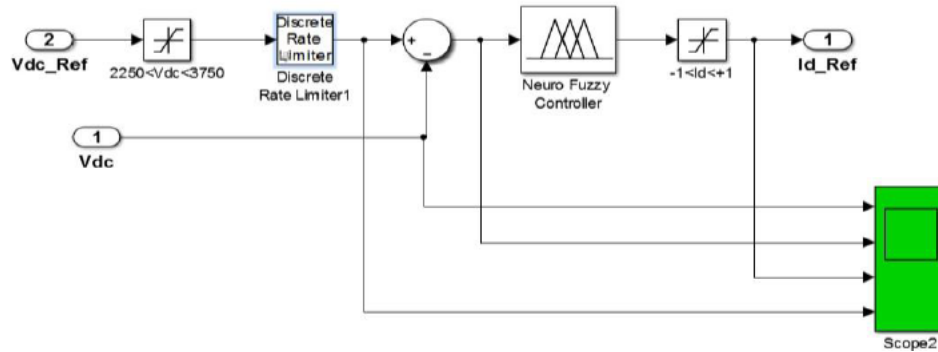 2
Vdc_Ref
2250<Vdc<3750
Discrete
Rate
Limiter
Discrete
Rate Limiter1
+
−
Neuro Fuzzy
Controller
-1<Id<+1
1
Id_Ref
1
Vdc
Scope2